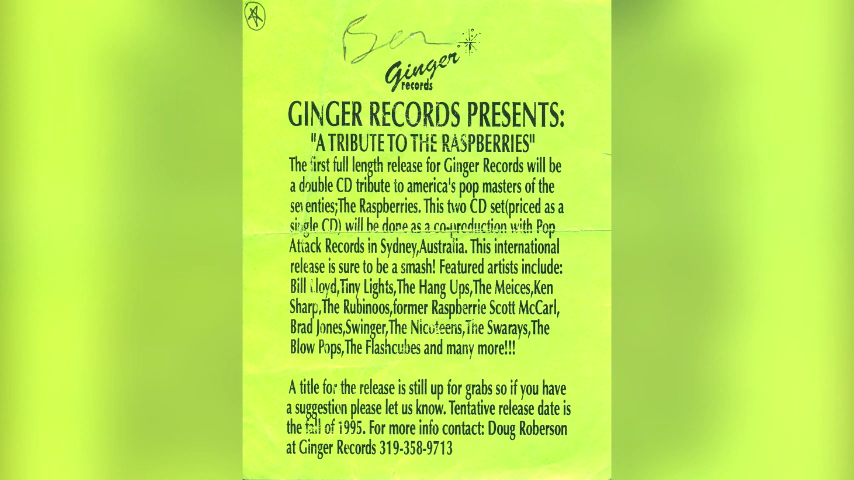 Ben
Ginger
records
GINGER RECORDS PRESENTS:
"A TRIBUTE TO THE RASPBERRIES"
The first full length release for Ginger Records will be
a double CD tribute to america's pop masters of the
seventies;The Raspberries. This two CD set(priced as a
single CD) will be done as a co-production with Pop
Attack Records in Sydney,Australia. This international
release is sure to be a smash! Featured artists include:
Bill Lloyd,Tiny Lights,The Hang Ups,The Meices,Ken
Sharp,The Rubinoos,former Raspberrie Scott McCarl,
Brad Jones,Swinger,The Nicoteens,The Swarays,The
Blow Pops,The Flashcubes and many more!!!
A title for the release is still up for grabs so if you have
a suggestion please let us know. Tentative release date is
the fall of 1995. For more info contact: Doug Roberson
at Ginger Records 319-358-9713